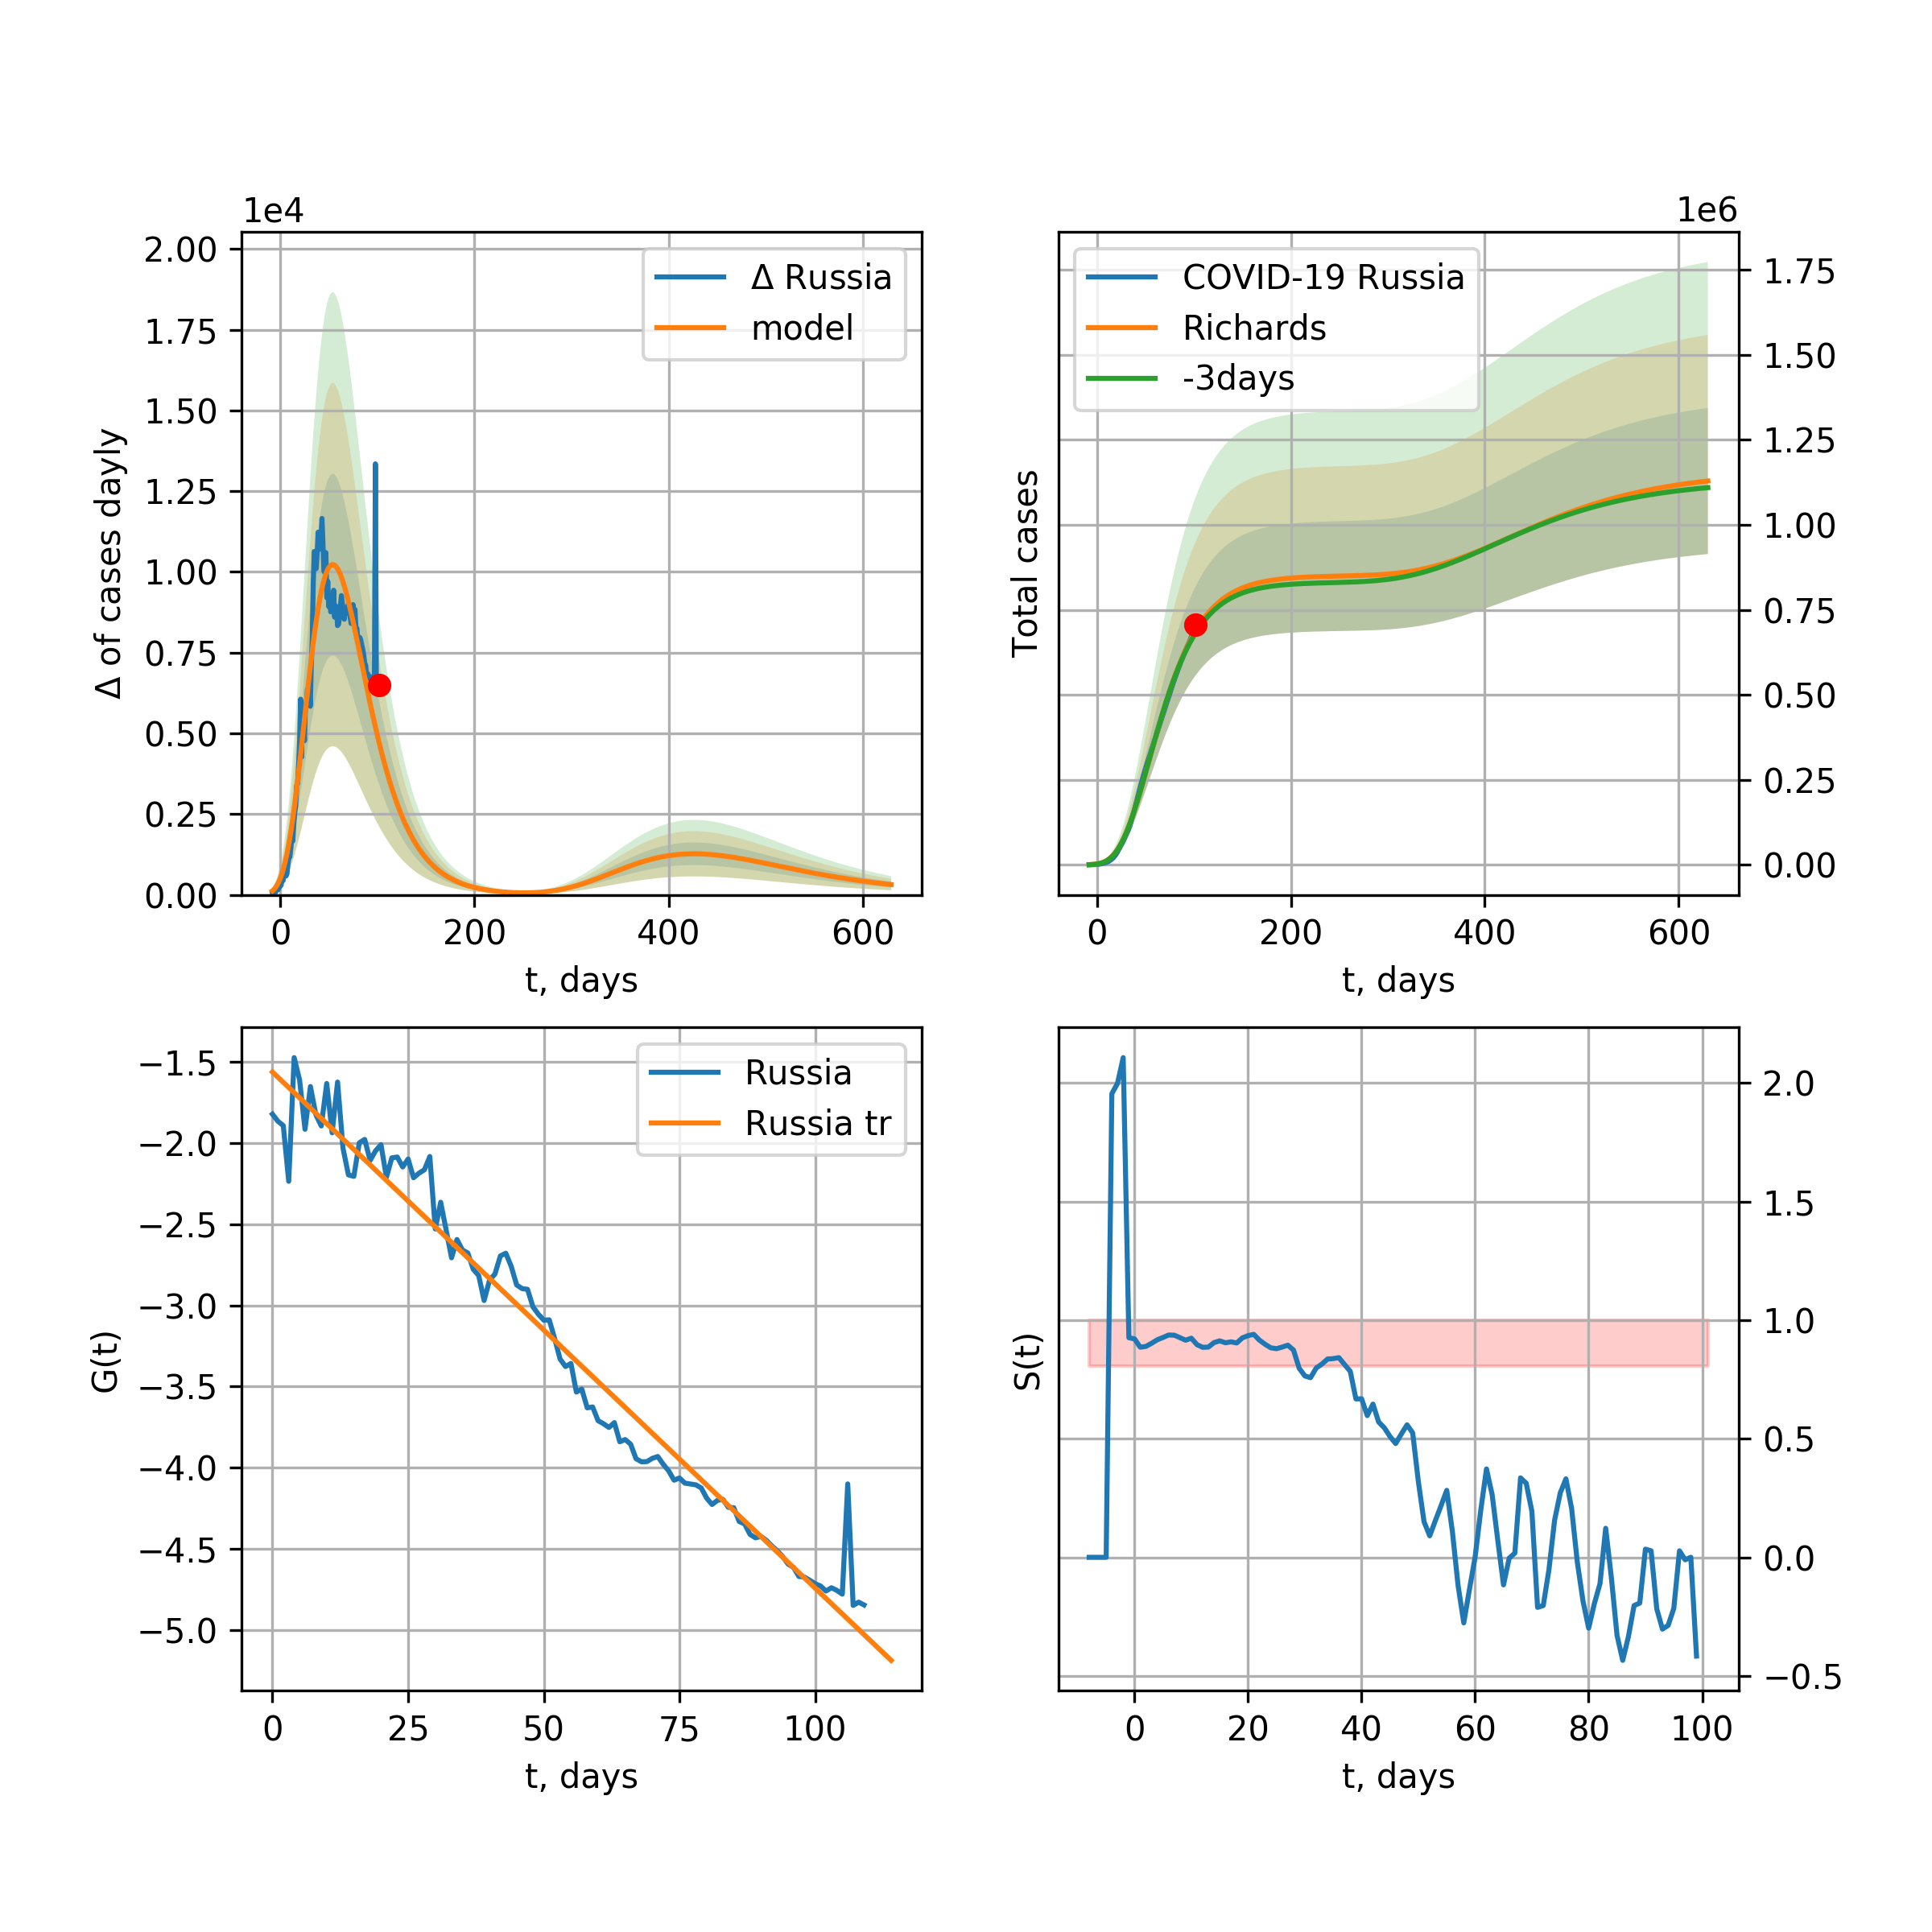 1e4
2.00
1.75
1.50
1.25
1.00
0.75
0.50
0.25
0.00
Δ of cases dayly
Δ Russia
model
0 200 400 600
t, days
1e6
COVID-19 Russia
Richards
-3days
Total cases
1.75
1.50
1.25
1.00
0.75
0.50
0.25
0.00
0 200 400 600
t, days
−1.5
−2.0
−2.5
−3.0
−3.5
−4.0
−4.5
−5.0
G(t)
Russia
Russia tr
0 25 50 75 100
t, days
S(t)
2.0
1.5
1.0
0.5
0.0
−0.5
0 20 40 60 80 100
t, days